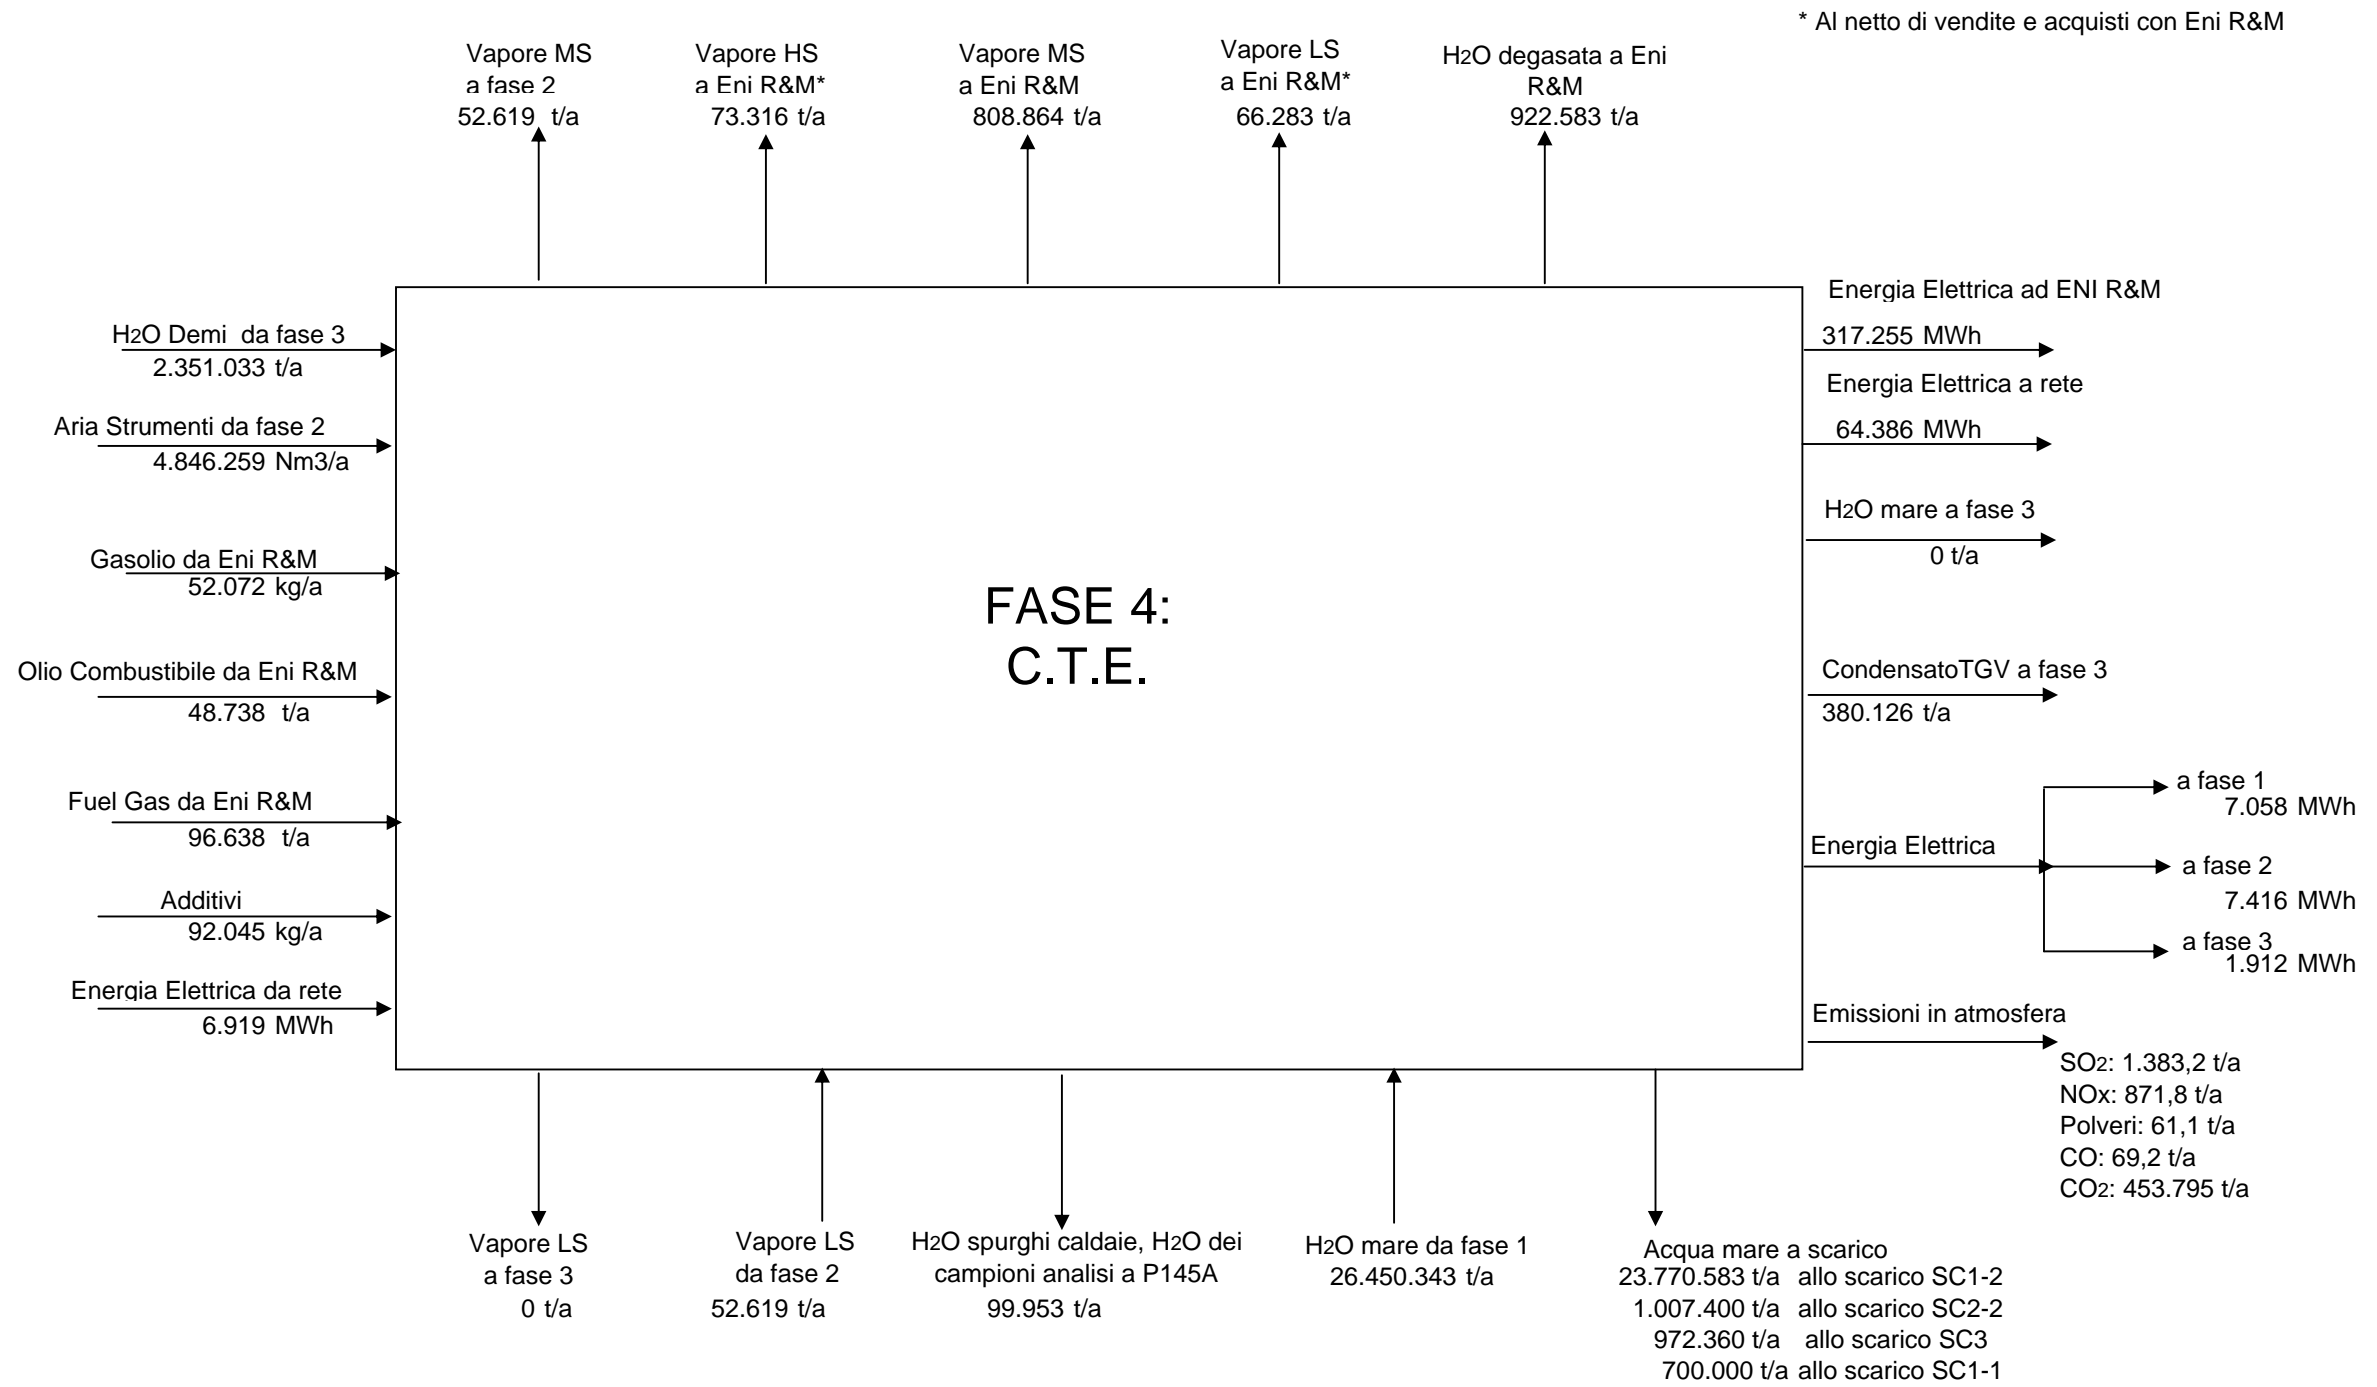 * Al netto di vendite e acquisti con Eni R&M
Vapore MS
a fase 2
52.619 t/a
Vapore HS
a Eni R&M*
73.316 t/a
Vapore MS
a Eni R&M
808.864 t/a
Vapore LS
a Eni R&M*
66.283 t/a
H2O degasata a Eni
R&M
922.583 t/a
H2O Demi da fase 3
2.351.033 t/a
Aria Strumenti da fase 2
4.846.259 Nm3/a
Gasolio da Eni R&M
52.072 kg/a
Olio Combustibile da Eni R&M
48.738 t/a
Fuel Gas da Eni R&M
96.638 t/a
Additivi
92.045 kg/a
Energia Elettrica da rete
6.919 MWh
FASE 4:
C.T.E.
Energia Elettrica ad ENI R&M
317.255 MWh
Energia Elettrica a rete
64.386 MWh
H2O mare a fase 3
0 t/a
CondensatoTGV a fase 3
380.126 t/a
Energia Elettrica
a fase 1
7.058 MWh
a fase 2
7.416 MWh
a fase 3
1.912 MWh
Emissioni in atmosfera
SO2: 1.383,2 t/a
NOx: 871,8 t/a
Polveri: 61,1 t/a
CO: 69,2 t/a
CO2: 453.795 t/a
Vapore LS
a fase 3
0 t/a
Vapore LS
da fase 2
52.619 t/a
H2O spurghi caldaie, H2O dei
campioni analisi a P145A
99.953 t/a
H2O mare da fase 1
26.450.343 t/a
Acqua mare a scarico
23.770.583 t/a allo scarico SC1-2
1.007.400 t/a allo scarico SC2-2
972.360 t/a allo scarico SC3
700.000 t/a allo scarico SC1-1